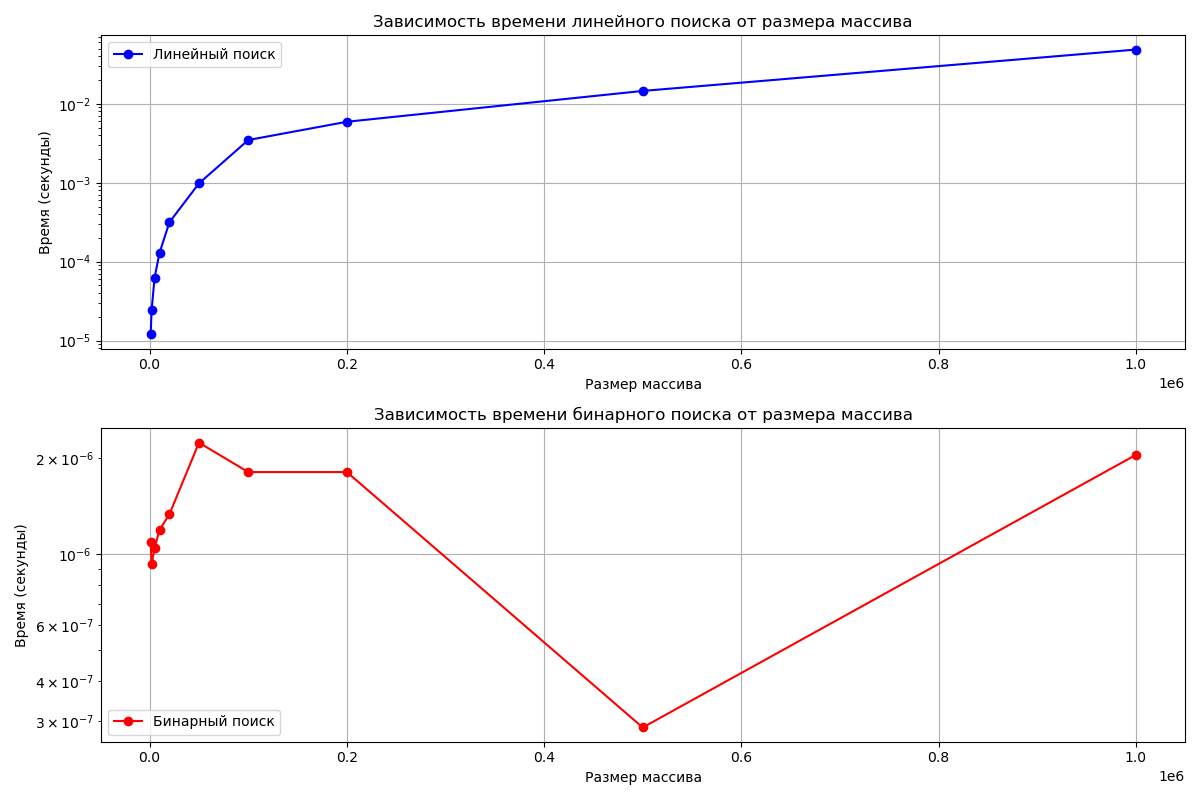 Зависимость времени линейного поиска от размера массива
Линейный поиск
Время (секунды)
10⁻²
10⁻³
10⁻⁴
10⁻⁵
0.0 0.2 0.4 0.6 0.8 1.0
1e6
Размер массива
Зависимость времени бинарного поиска от размера массива
Время (секунды)
2 × 10⁻⁶
10⁻⁶
6 × 10⁻⁷
4 × 10⁻⁷
3 × 10⁻⁷
Бинарный поиск
0.0 0.2 0.4 0.6 0.8 1.0
1e6
Размер массива